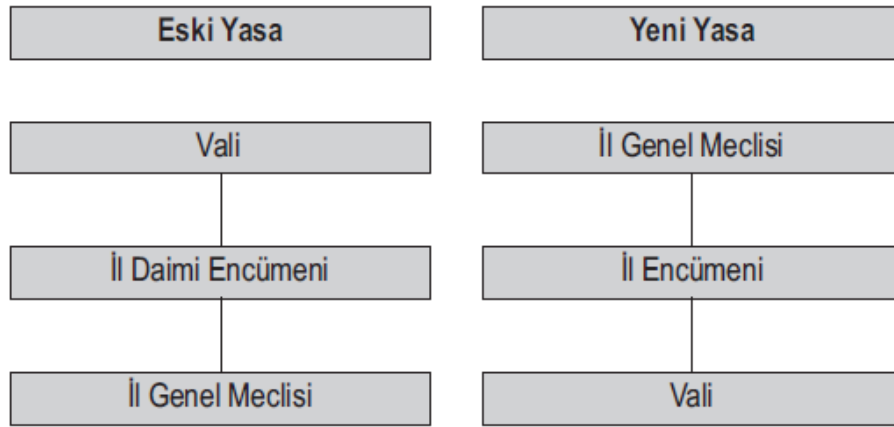 Eski Yasa
Vali
İl Daimi Encümeni
İl Genel Meclisi
Yeni Yasa
İl Genel Meclisi
İl Encümeni
Vali